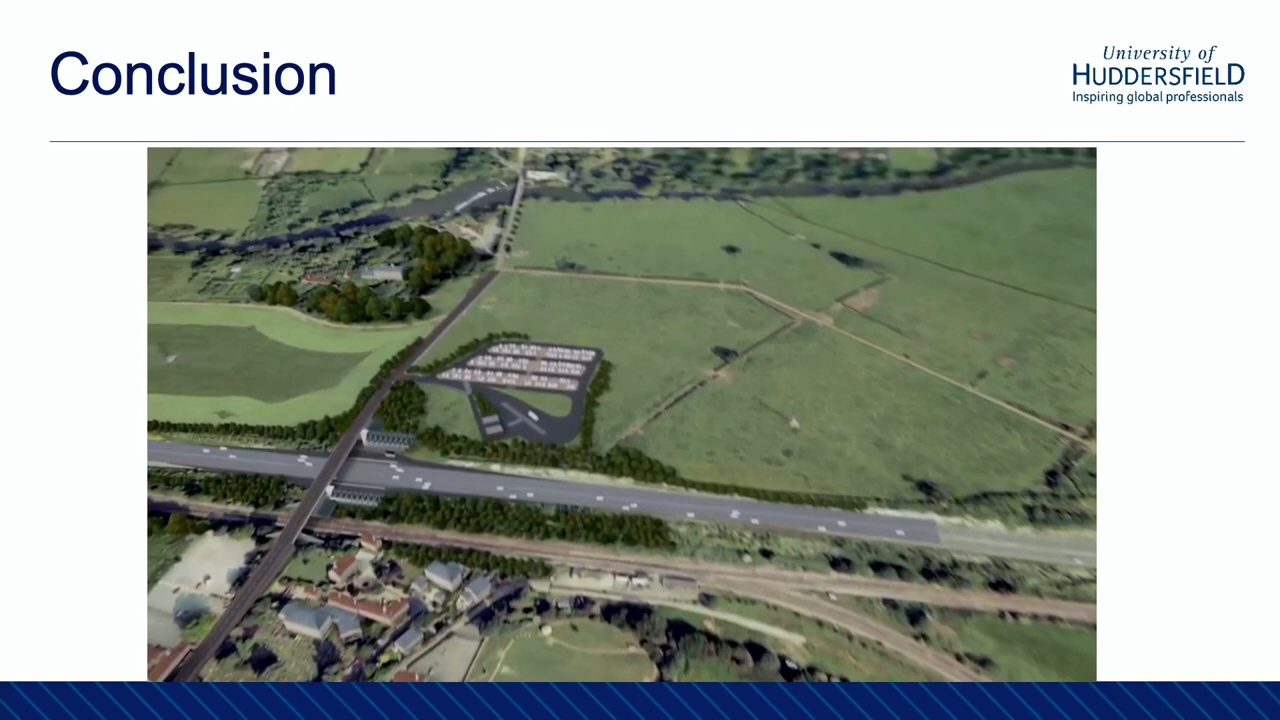 Conclusion
University of
HUDDERSFIELD
Inspiring global professionals